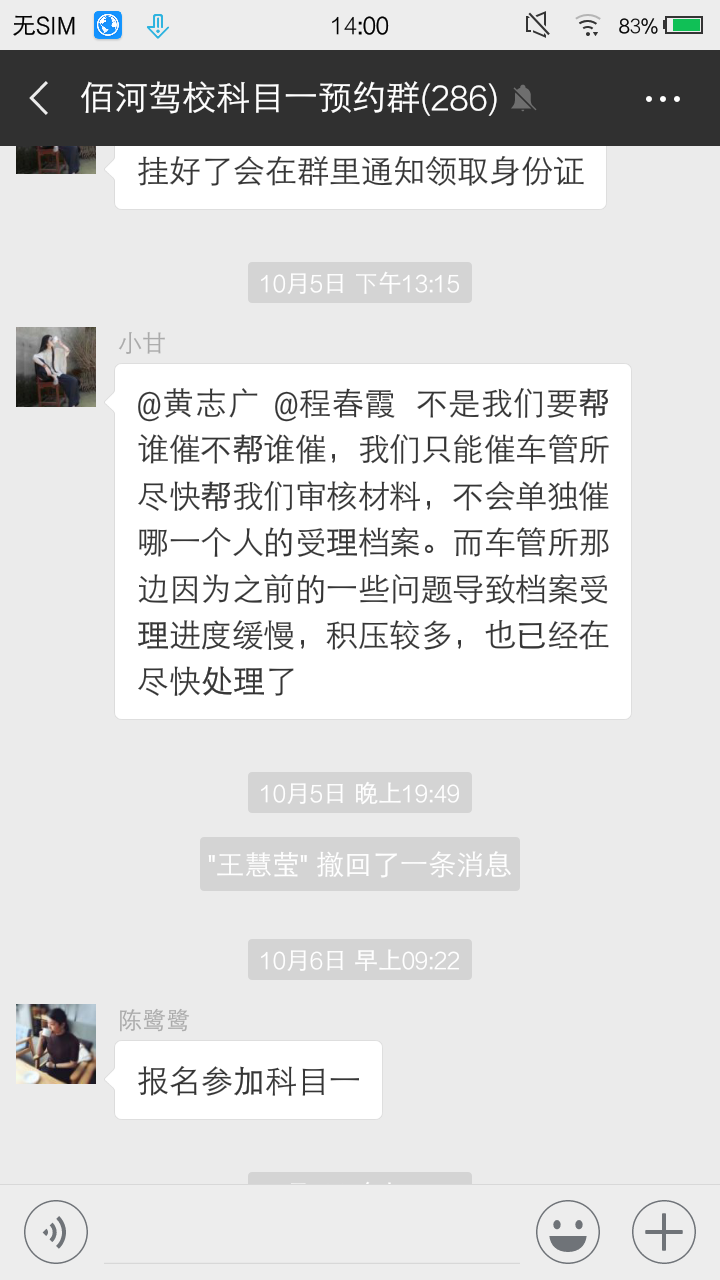 无SIM 14:00 83%
佰河驾校科目一预约群(286)
挂好了会在群里通知领取身份证
10月5日 下午13:15
小甘
@黄志广 @程春霞 不是我们要帮
谁催不帮谁催，我们只能催车管所
尽快帮我们审核材料，不会单独催
哪一个人的受理档案。而车管所那
边因为之前的一些问题导致档案受
理进度缓慢，积压较多，也已经在
尽快处理了
10月5日 晚上19:49
"王慧莹" 撤回了一条消息
10月6日 早上09:22
陈鹭鹭
报名参加科目一